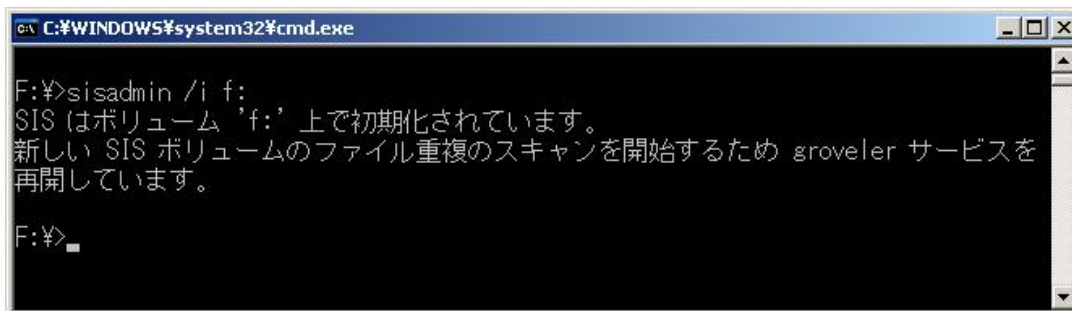 C:¥WINDOWS¥system32¥cmd.exe
F:¥>sisadmin /i f:
SIS はボリューム 'f:' 上で初期化されています。
新しい SIS ボリュームのファイル重複のスキャンを開始するため groveler サービスを
再開しています。
F:¥>